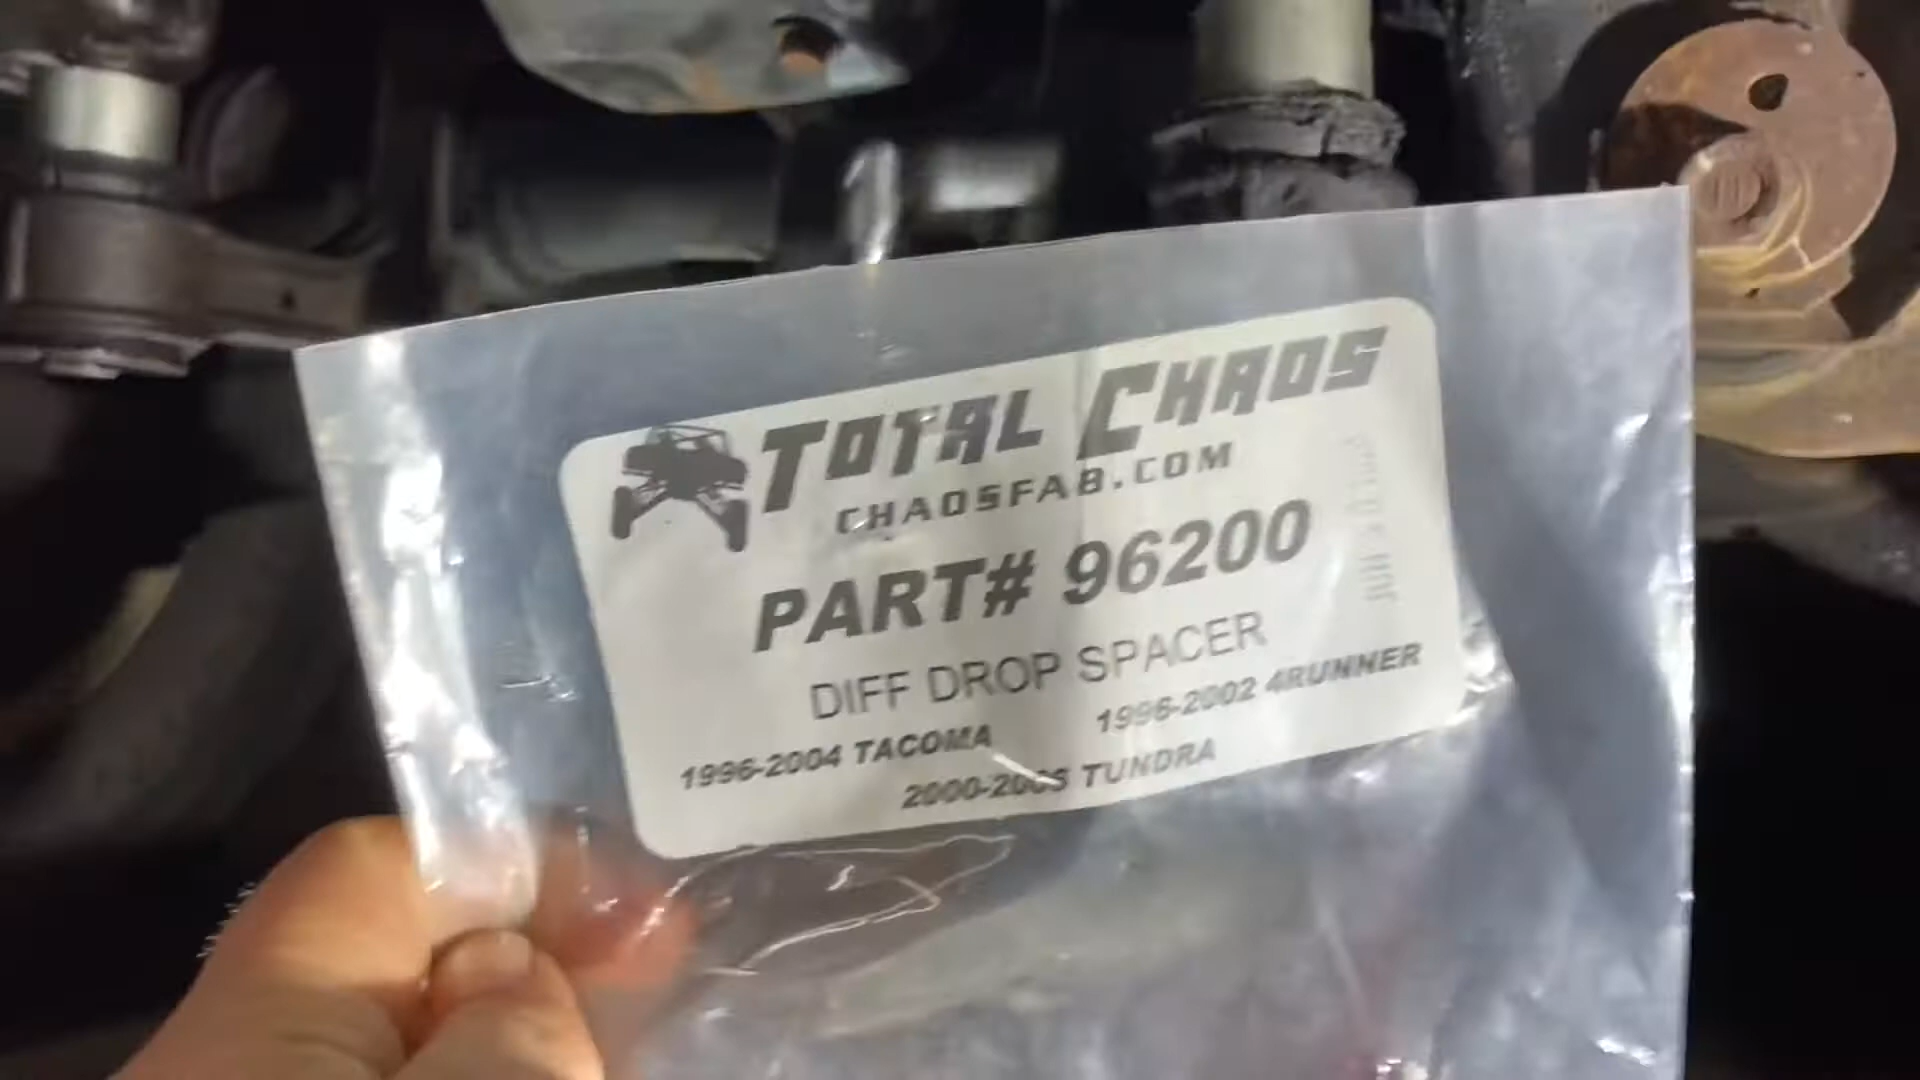 TOTAL CHAOS
CHAOSFAB.COM
PART# 96200
DIFF DROP SPACER
1996-2004 TACOMA 1996-2002 4RUNNER
TUNDRA